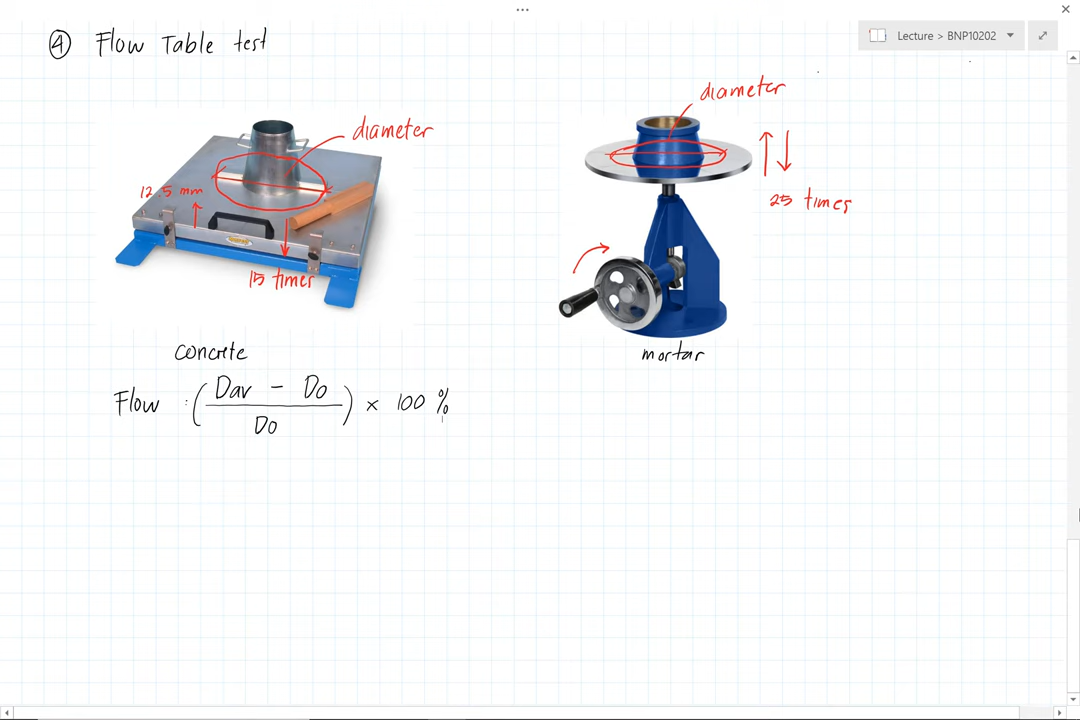 ④ Flow Table test
Lecture > BNP10202
diameter
12.5 mm
15 times
concrete
diameter
25 times
mortar
Flow : ( Dav - Do / Do ) × 100 %